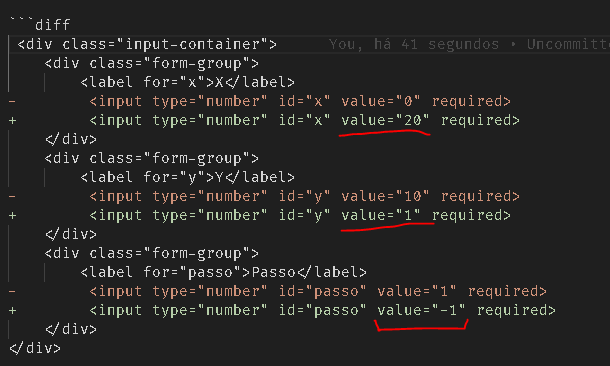 ```diff
<div class="input-container"> You, há 41 segundos • Uncommitt
<div class="form-group">
<label for="x">X</label>
- <input type="number" id="x" value="0" required>
+ <input type="number" id="x" value="20" required>
</div>
<div class="form-group">
<label for="y">Y</label>
- <input type="number" id="y" value="10" required>
+ <input type="number" id="y" value="1" required>
</div>
<div class="form-group">
<label for="passo">Passo</label>
- <input type="number" id="passo" value="1" required>
+ <input type="number" id="passo" value="-1" required>
</div>
</div>